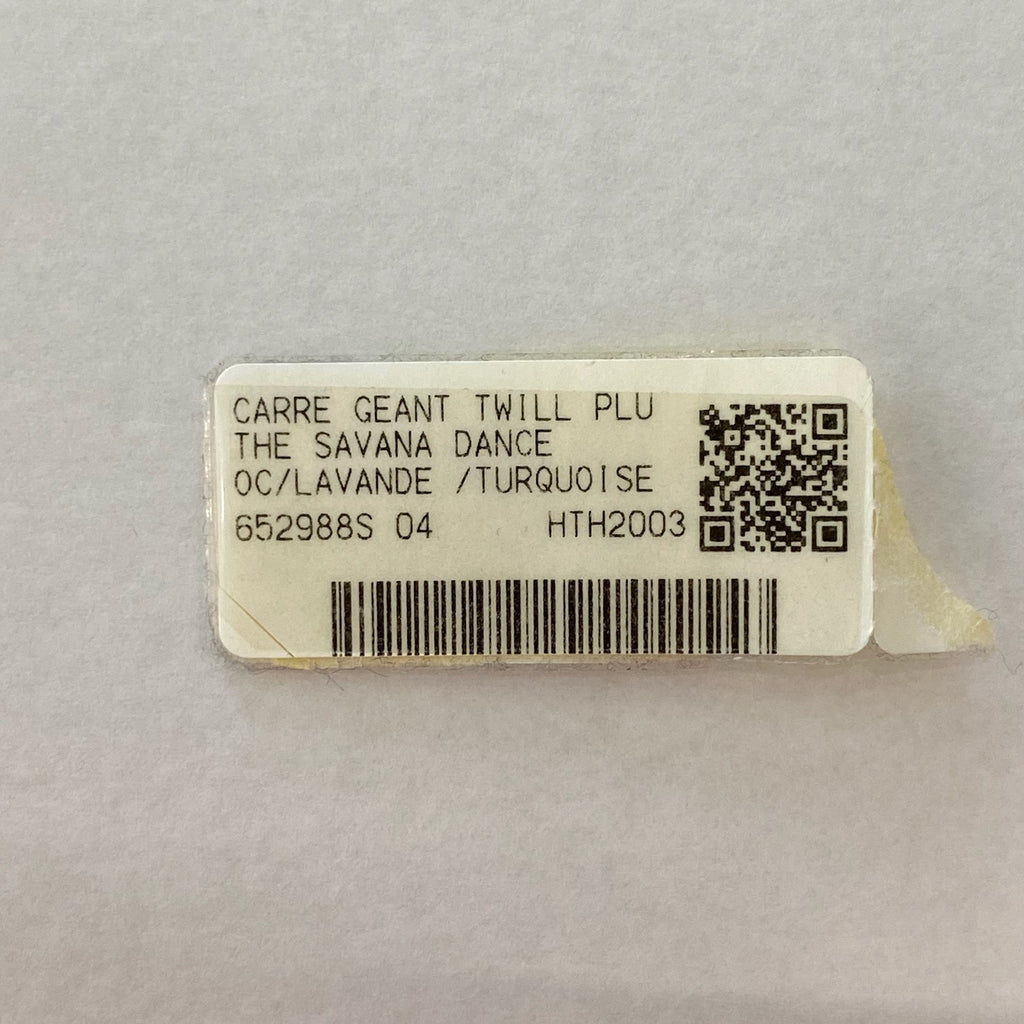 CARRE GEANT TWILL PLU
THE SAVANA DANCE
OC/LAVANDE /TURQUOISE
652988S 04 HTH2003